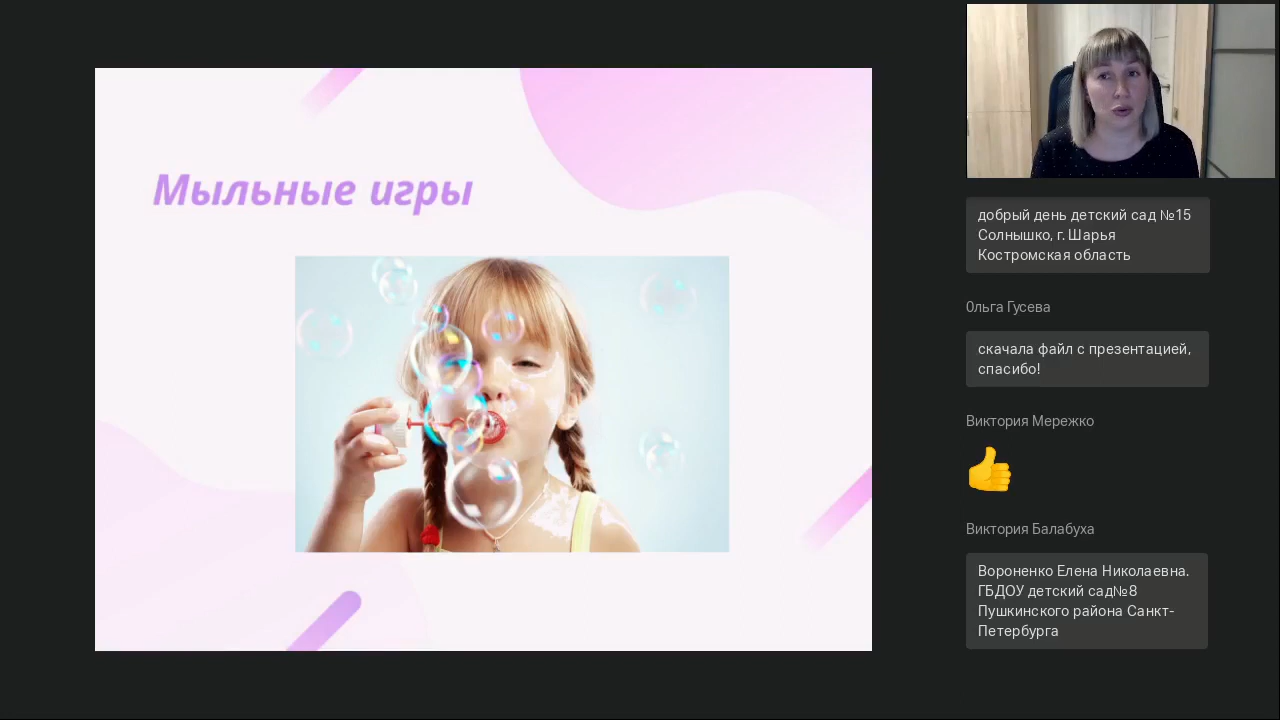 Мыльные игры
добрый день детский сад №15
Солнышко, г. Шарья
Костромская область
Ольга Гусева
скачала файл с презентацией,
спасибо!
Виктория Мережко
Виктория Балабуха
Вороненко Елена Николаевна.
ГБДОУ детский сад№8
Пушкинского района Санкт-
Петербурга